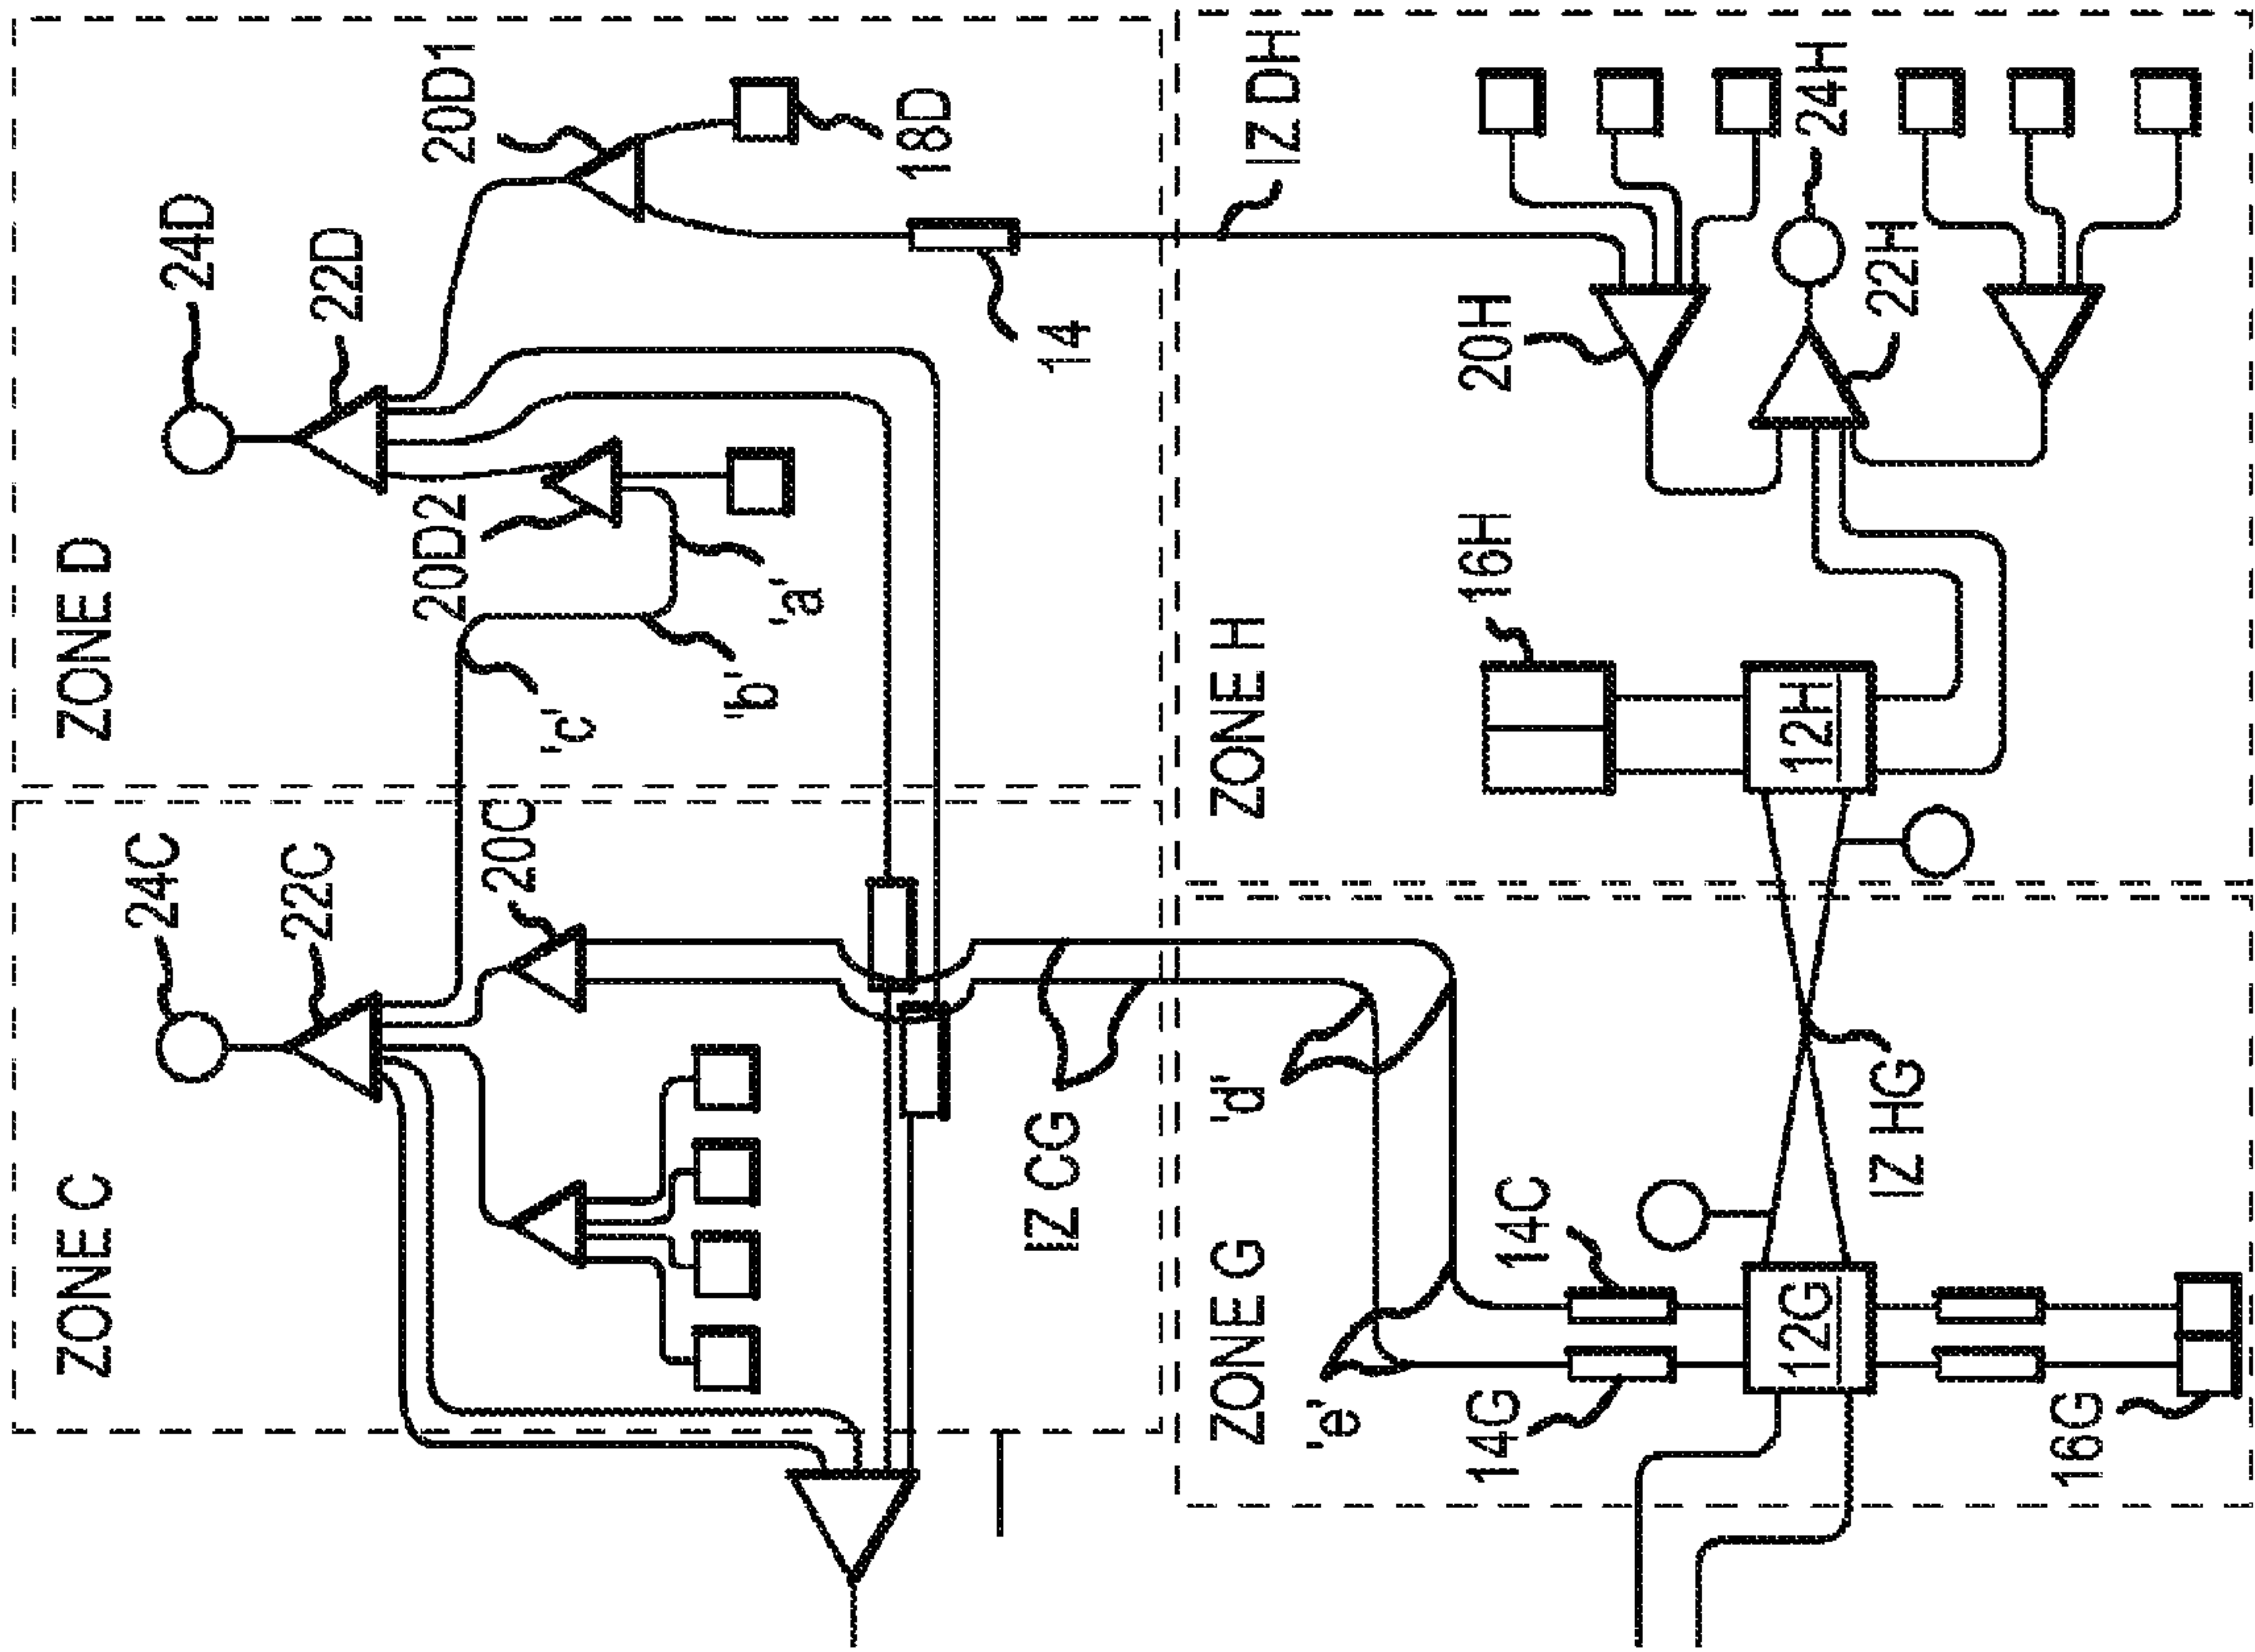 ZONE C
24C
22C
20C
IZ CG
ZONE D
24D
22D
20D1
18D
14
20D2
'a'
'b'
'c'
ZONE G
'd'
'e'
14C
14G
12G
16G
IZ HG
ZONE H
IZ DH
20H
24H
22H
16H
12H